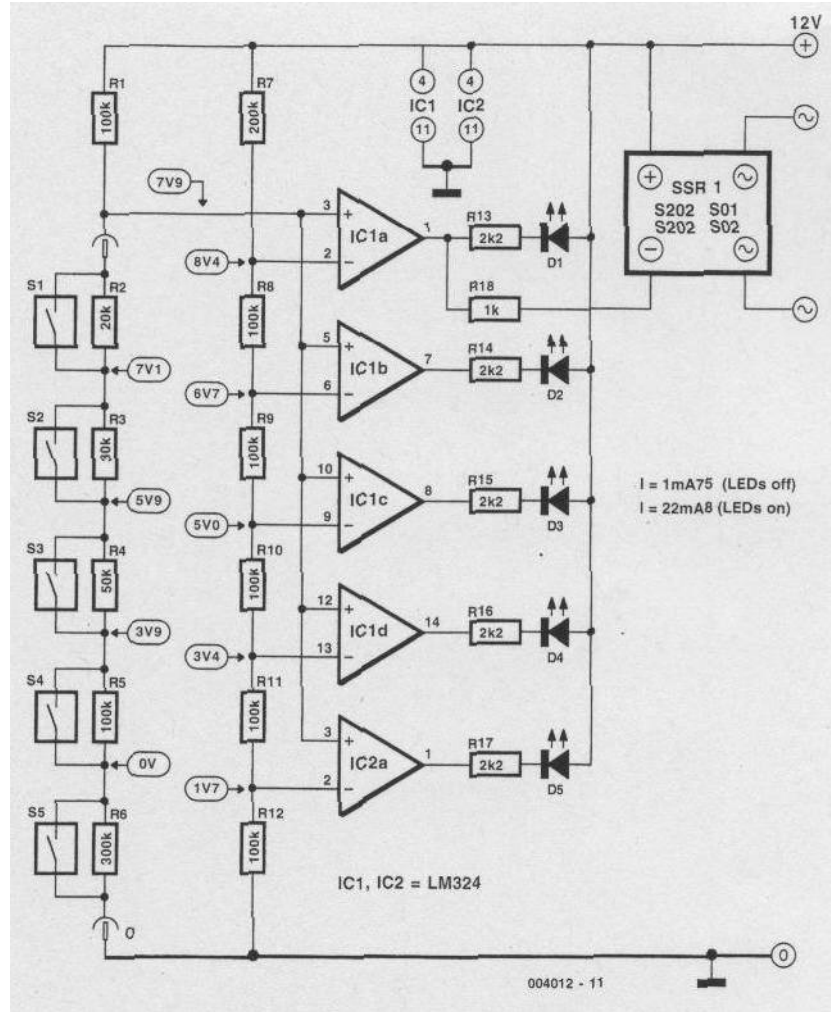 12V
+
R1
100k
R7
200k
4
IC1
11
4
IC2
11
7V9
SSR 1
S202 S01
S202 S02
+
−
~
~
~
~
3
+
IC1a
2
−
1
R13
2k2
D1
8V4
R18
1k
S1
R2
20k
R8
100k
7V1
5
+
IC1b
6
−
7
R14
2k2
D2
6V7
S2
R3
30k
R9
100k
5V9
10
+
IC1c
9
−
8
R15
2k2
D3
5V0
I = 1mA75 (LEDs off)
I = 22mA8 (LEDs on)
S3
R4
50k
R10
100k
3V9
12
+
IC1d
13
−
14
R16
2k2
D4
3V4
S4
R5
100k
R11
100k
0V
3
+
IC2a
2
−
1
R17
2k2
D5
1V7
S5
R6
300k
R12
100k
IC1, IC2 = LM324
0
0
004012 - 11